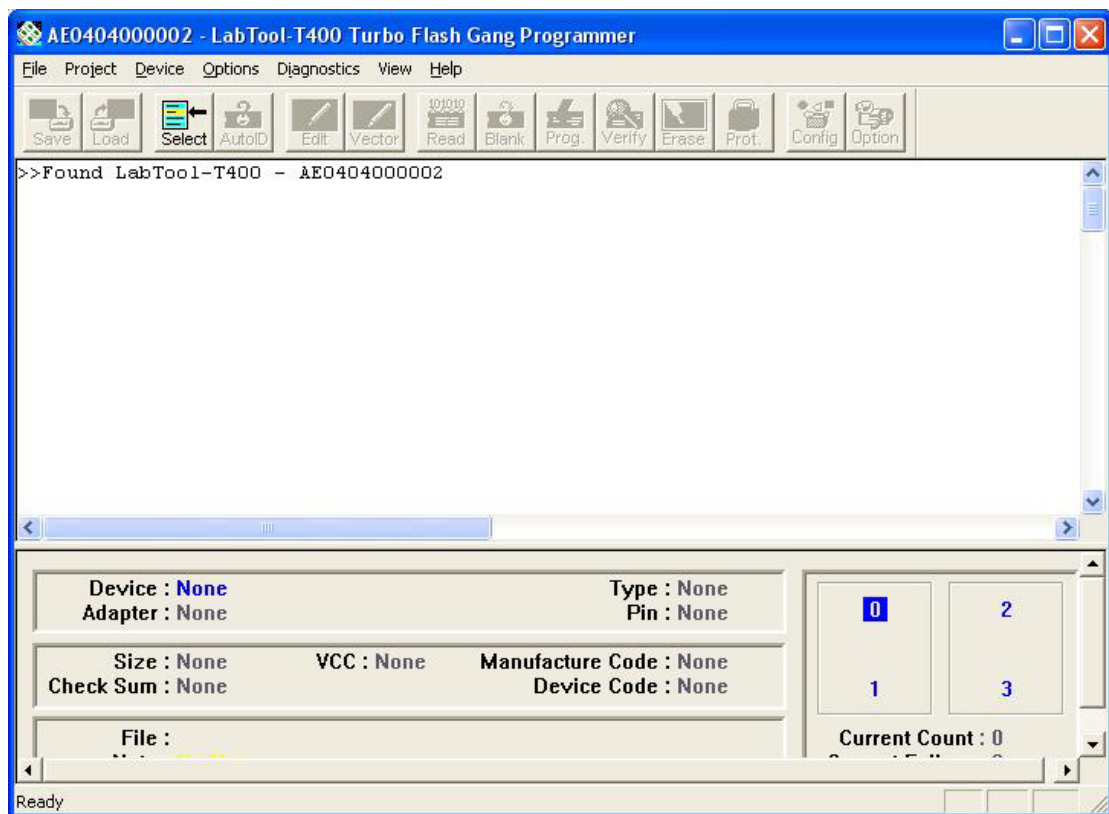 AE0404000002 - LabTool-T400 Turbo Flash Gang Programmer
File Project Device Options Diagnostics View Help
101010
Save Load Select AutoID Edit Vector Read Blank Prog. Verify Erase Prot. Config Option
>>Found LabTool-T400 - AE0404000002
Device : None Type : None
Adapter : None Pin : None
Size : None VCC : None Manufacture Code : None
Check Sum : None Device Code : None
File :
0 2
1 3
Current Count : 0
Ready